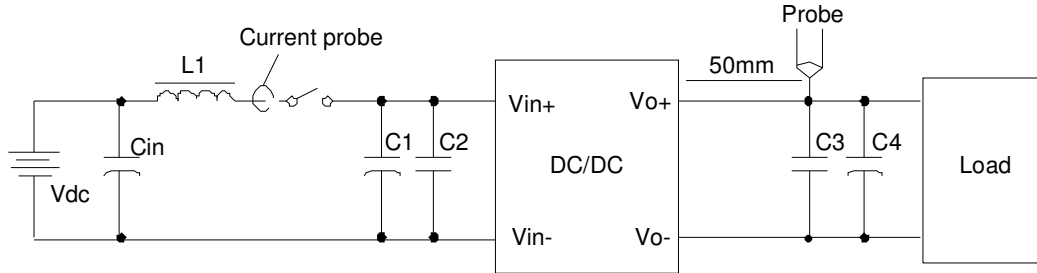 Probe
Current probe
L1
50mm
Vin+
Vo+
Cin
C1
C2
C3
C4
DC/DC
Load
Vdc
Vin-
Vo-